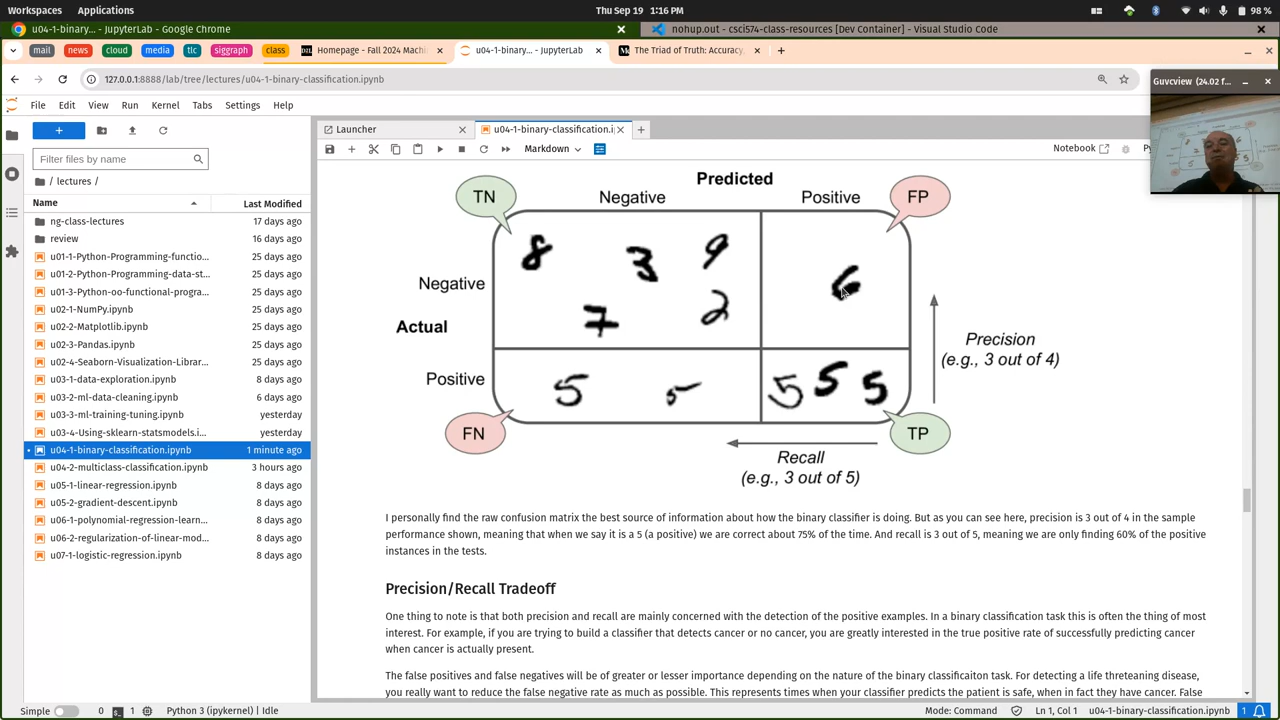 Workspaces Applications Thu Sep 19 1:16 PM 98 %
u04-1-binary... - JupyterLab - Google Chrome nohup.out - csci574-class-resources [Dev Container] - Visual Studio Code
mail news cloud media tlc siggraph class Homepage - Fall 2024 Machi u04-1-binary... - JupyterLab The Triad of Truth: Accuracy,
127.0.0.1:8888/lab/tree/lectures/u04-1-binary-classification.ipynb
Guvcview (24.02 f...
File Edit View Run Kernel Tabs Settings Help
Launcher u04-1-binary-classification.i
Markdown Notebook
Filter files by name
/ lectures /
Name Last Modified
ng-class-lectures 17 days ago
review 16 days ago
u01-1-Python-Programming-functio... 25 days ago
u01-2-Python-Programming-data-st... 25 days ago
u01-3-Python-oo-functional-progra... 25 days ago
u02-1-NumPy.ipynb 25 days ago
u02-2-Matplotlib.ipynb 25 days ago
u02-3-Pandas.ipynb 25 days ago
u02-4-Seaborn-Visualization-Librar... 25 days ago
u03-1-data-exploration.ipynb 8 days ago
u03-2-ml-data-cleaning.ipynb 6 days ago
u03-3-ml-training-tuning.ipynb yesterday
u03-4-Using-sklearn-statsmodels.i... yesterday
u04-1-binary-classification.ipynb 1 minute ago
u04-2-multiclass-classification.ipynb 3 hours ago
u05-1-linear-regression.ipynb 8 days ago
u05-2-gradient-descent.ipynb 8 days ago
u06-1-polynomial-regression-learn... 8 days ago
u06-2-regularization-of-linear-mod... 8 days ago
u07-1-logistic-regression.ipynb 8 days ago
Predicted
TN Negative Positive FP
8 3 9 6
Negative
7 2
Actual
Precision
(e.g., 3 out of 4)
Positive 5 5 5 5 5
FN TP
Recall
(e.g., 3 out of 5)
I personally find the raw confusion matrix the best source of information about how the binary classifier is doing. But as you can see here, precision is 3 out of 4 in the sample
performance shown, meaning that when we say it is a 5 (a positive) we are correct about 75% of the time. And recall is 3 out of 5, meaning we are only finding 60% of the positive
instances in the tests.
Precision/Recall Tradeoff
One thing to note is that both precision and recall are mainly concerned with the detection of the positive examples. In a binary classification task this is often the thing of most
interest. For example, if you are trying to build a classifier that detects cancer or no cancer, you are greatly interested in the true positive rate of successfully predicting cancer
when cancer is actually present.
The false positives and false negatives will be of greater or lesser importance depending on the nature of the binary classificaiton task. For detecting a life threteaning disease,
you really want to reduce the false negative rate as much as possible. This represents times when your classifier predicts the patient is safe, when in fact they have cancer. False
Simple 0 1 Python 3 (ipykernel) | Idle Mode: Command Ln 1, Col 1 u04-1-binary-classification.ipynb 1